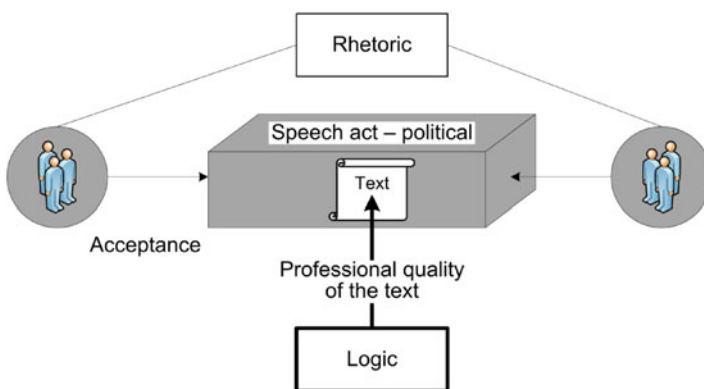 Rhetoric
Speech act – political
Text
Acceptance
Professional quality
of the text
Logic